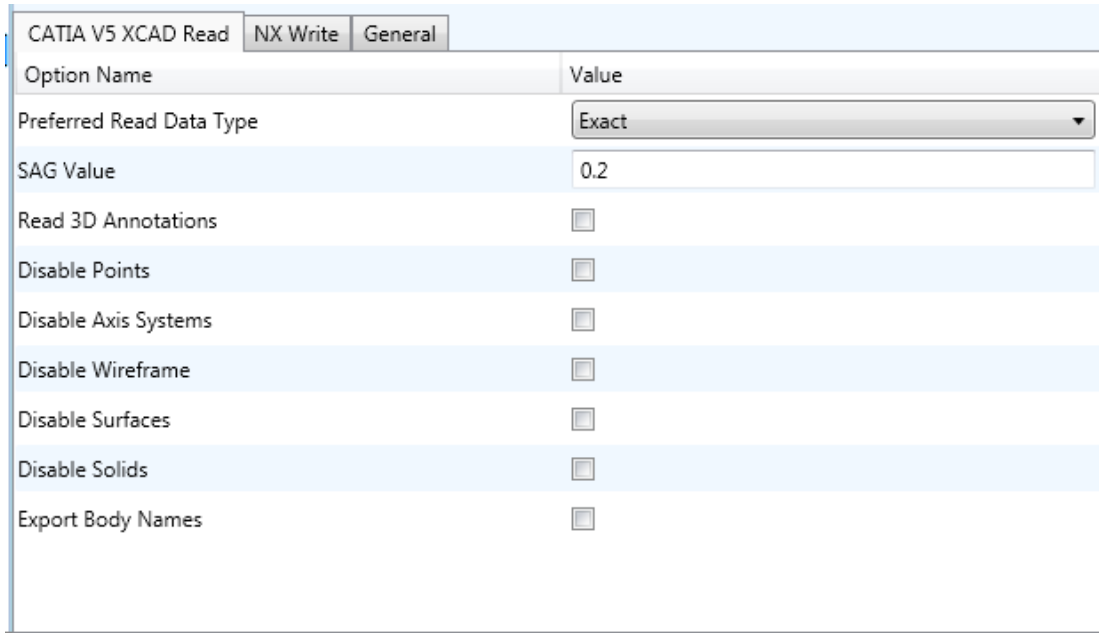 CATIA V5 XCAD Read NX Write General
Option Name Value
Preferred Read Data Type Exact
SAG Value 0.2
Read 3D Annotations
Disable Points
Disable Axis Systems
Disable Wireframe
Disable Surfaces
Disable Solids
Export Body Names